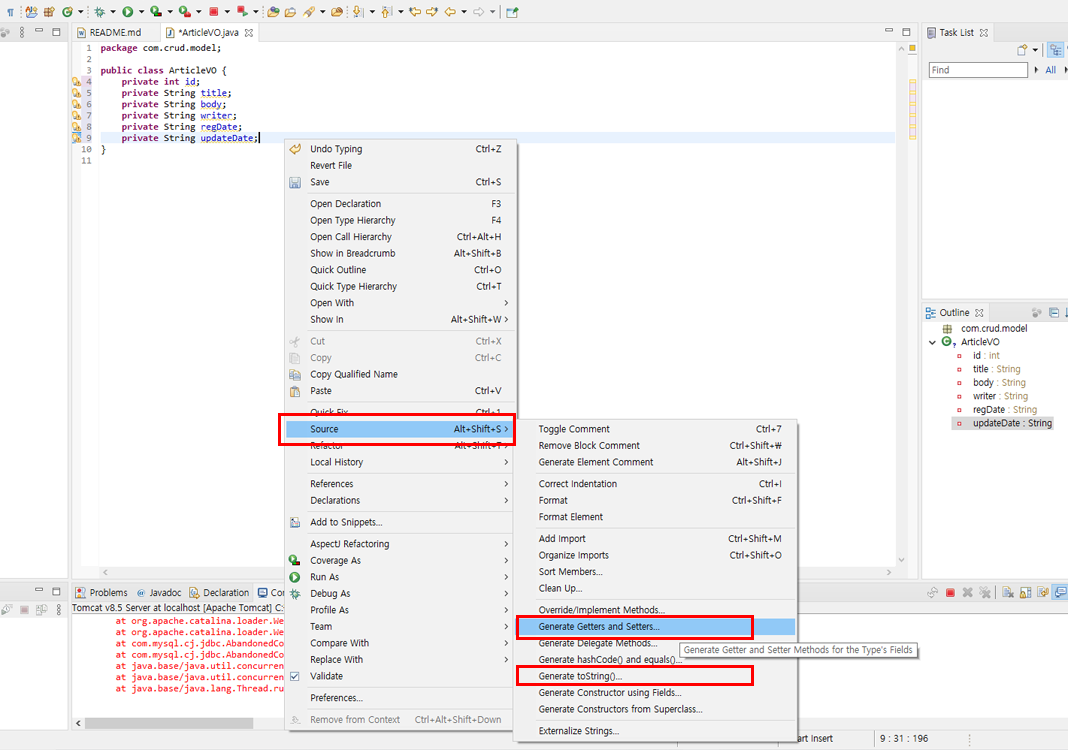 README.md
*ArticleVO.java
Task List
1 package com.crud.model;
2
3 public class ArticleVO {
4 private int id;
5 private String title;
6 private String body;
7 private String writer;
8 private String regDate;
9 private String updateDate;
10 }
11
Find
All
Undo Typing Ctrl+Z
Revert File
Save Ctrl+S
Open Declaration F3
Open Type Hierarchy F4
Open Call Hierarchy Ctrl+Alt+H
Show in Breadcrumb Alt+Shift+B
Quick Outline Ctrl+O
Quick Type Hierarchy Ctrl+T
Open With
Show In Alt+Shift+W
Cut Ctrl+X
Copy Ctrl+C
Copy Qualified Name
Paste Ctrl+V
Quick Fix Ctrl+1
Source Alt+Shift+S
Refactor Alt+Shift+T
Local History
References
Declarations
Add to Snippets...
AspectJ Refactoring
Coverage As
Run As
Debug As
Profile As
Team
Compare With
Replace With
Validate
Preferences...
Remove from Context Ctrl+Alt+Shift+Down
Toggle Comment Ctrl+7
Remove Block Comment Ctrl+Shift+₩
Generate Element Comment Alt+Shift+J
Correct Indentation Ctrl+I
Format Ctrl+Shift+F
Format Element
Add Import Ctrl+Shift+M
Organize Imports Ctrl+Shift+O
Sort Members...
Clean Up...
Override/Implement Methods...
Generate Getters and Setters...
Generate Delegate Methods...
Generate hashCode() and equals()...
Generate toString()...
Generate Constructor using Fields...
Generate Constructors from Superclass...
Externalize Strings...
Generate Getter and Setter Methods for the Type's Fields
Outline
com.crud.model
ArticleVO
id : int
title : String
body : String
writer : String
regDate : String
updateDate : String
Problems
@ Javadoc
Declaration
Co
Tomcat v8.5 Server at localhost [Apache Tomcat] C:
at org.apache.catalina.loader.We
at org.apache.catalina.loader.We
at com.mysql.cj.jdbc.AbandonedCo
at com.mysql.cj.jdbc.AbandonedCo
at java.base/java.util.concurren
at java.base/java.util.concurren
at java.base/java.lang.Thread.ru
art Insert
9 : 31 : 196